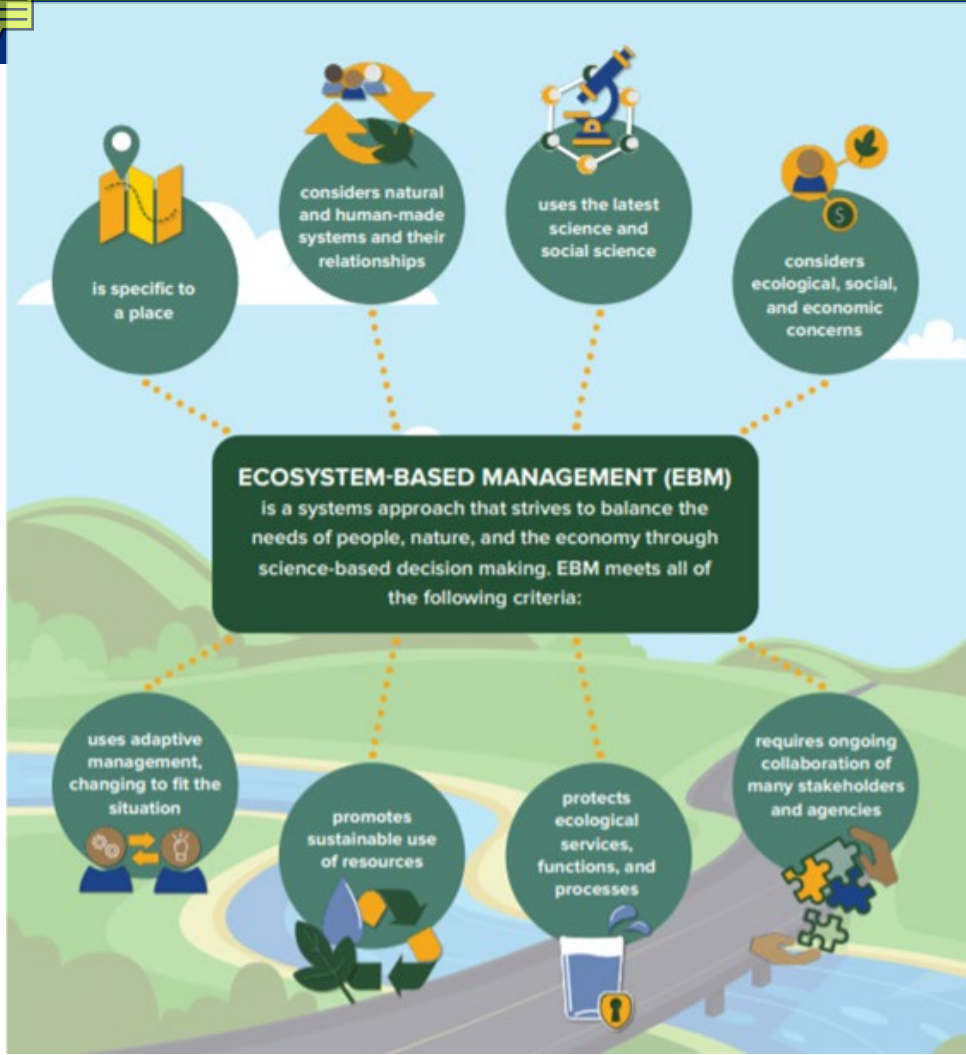 is specific to
a place
considers natural
and human-made
systems and their
relationships
uses the latest
science and
social science
considers
ecological, social,
and economic
concerns
$
ECOSYSTEM-BASED MANAGEMENT (EBM)
is a systems approach that strives to balance the
needs of people, nature, and the economy through
science-based decision making. EBM meets all of
the following criteria:
uses adaptive
management,
changing to fit the
situation
promotes
sustainable use
of resources
protects
ecological
services,
functions, and
processes
requires ongoing
collaboration of
many stakeholders
and agencies